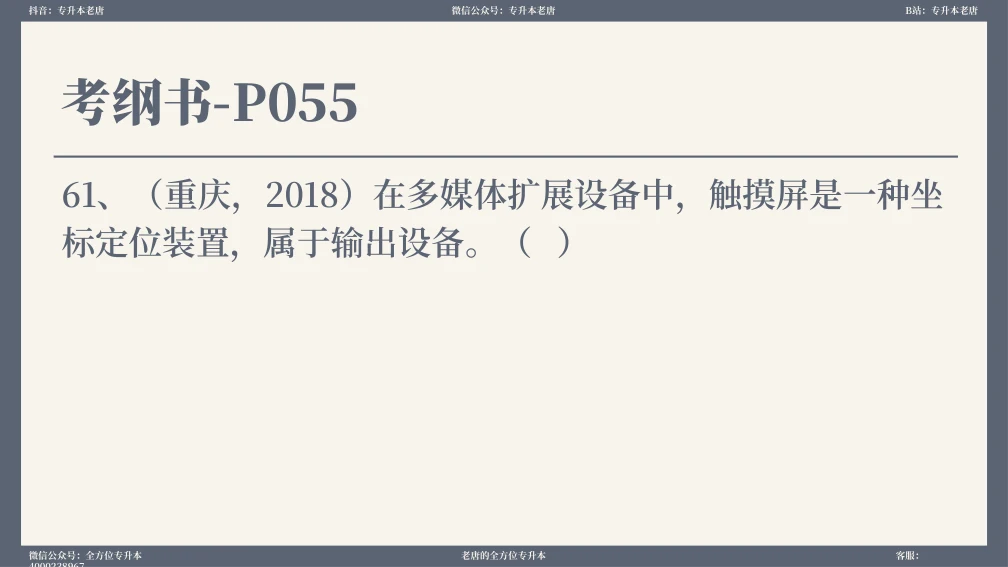 抖音：专升本老唐
微信公众号：专升本老唐
B站：专升本老唐
考纲书-P055
61、（重庆，2018）在多媒体扩展设备中，触摸屏是一种坐
标定位装置，属于输出设备。（ ）
微信公众号：全方位专升本
老唐的全方位专升本
客服：
4000238967